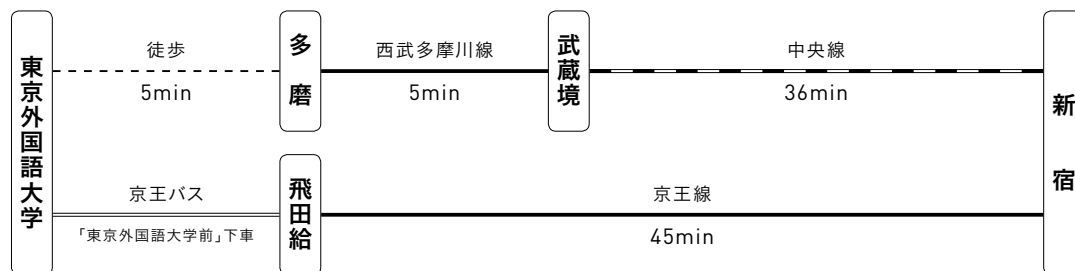 東京外国語大学
徒歩
5min
多磨
西武多摩川線
5min
武蔵境
中央線
36min
新宿
京王バス
「東京外国語大学前」下車
飛田給
京王線
45min